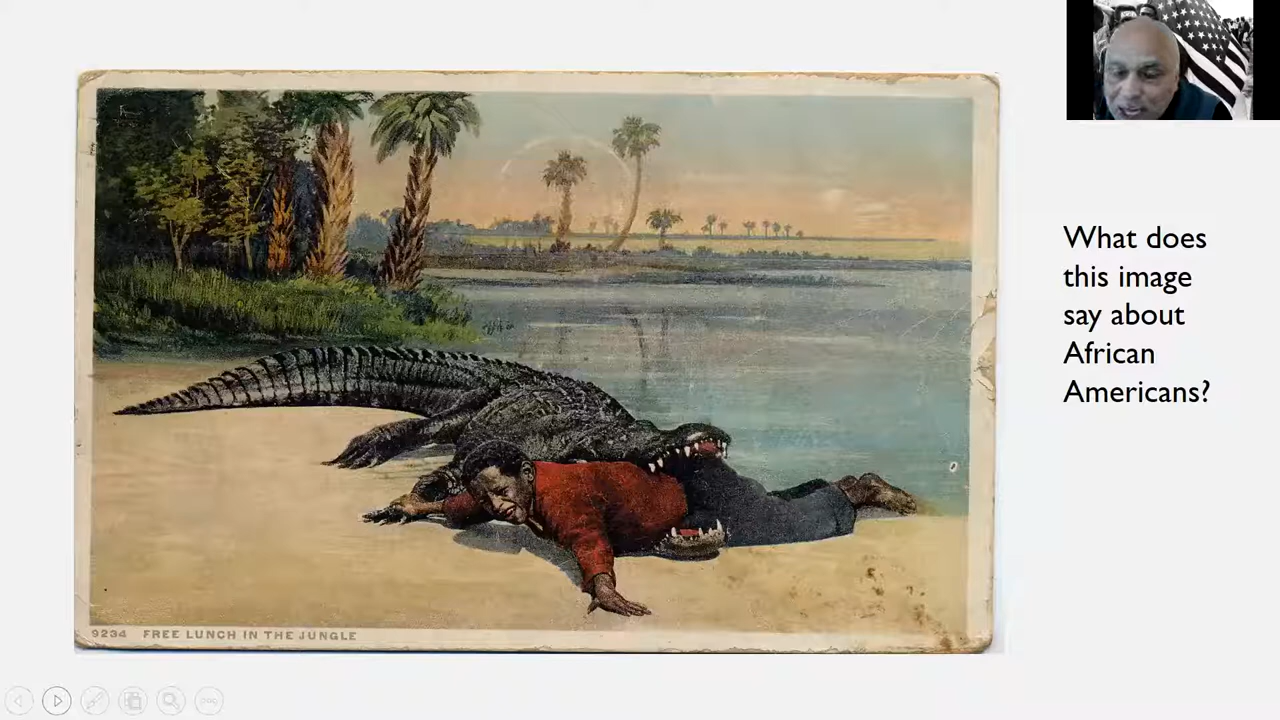 What does
this image
say about
African
Americans?
9234 FREE LUNCH IN THE JUNGLE